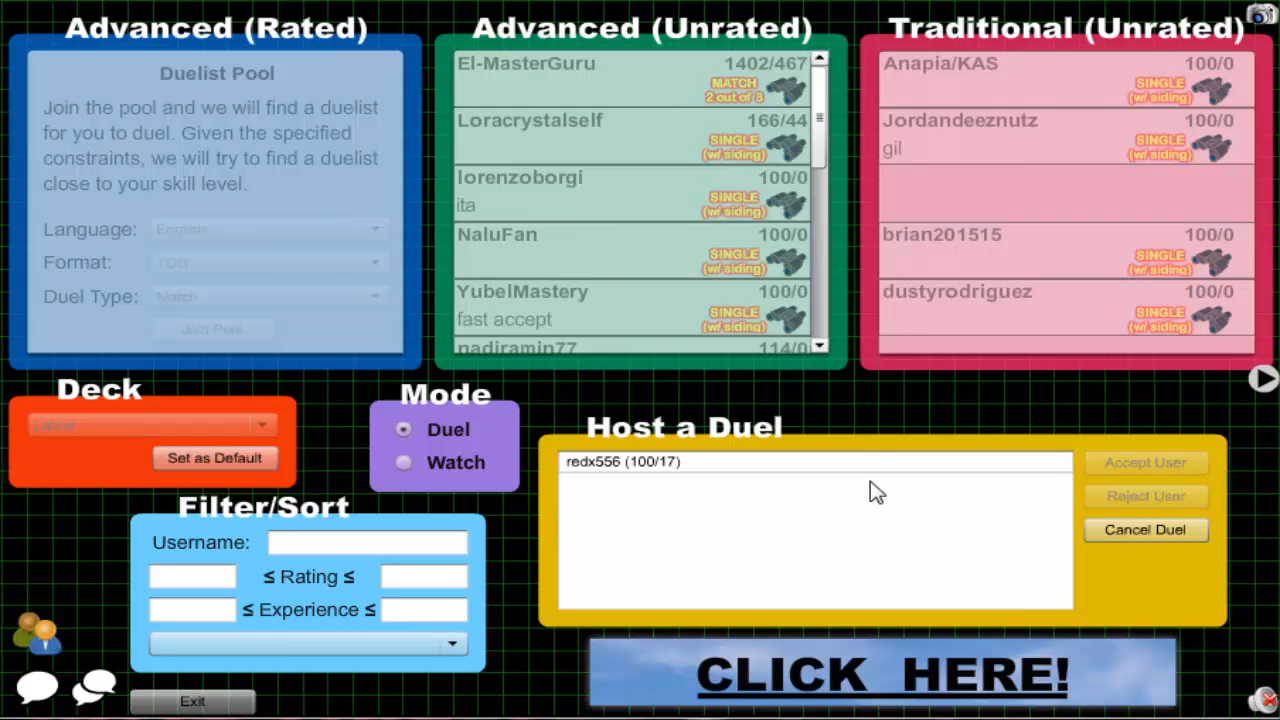 Advanced (Rated)
Duelist Pool
Join the pool and we will find a duelist
for you to duel. Given the specified
constraints, we will try to find a duelist
close to your skill level.
Language: English
Format: TCG
Duel Type: Match
Join Pool
Advanced (Unrated)
El-MasterGuru 1402/467
MATCH
2 out of 3
Loracrystalself 166/44
SINGLE
(w/ siding)
lorenzoborgi 100/0
ita
SINGLE
(w/ siding)
NaluFan 100/0
SINGLE
(w/ siding)
YubelMastery 100/0
fast accept
SINGLE
(w/ siding)
nadiramin77 114/0
Traditional (Unrated)
Anapia/KAS 100/0
SINGLE
(w/ siding)
Jordandeeznutz 100/0
gil
SINGLE
(w/ siding)
brian201515 100/0
SINGLE
(w/ siding)
dustyrodriguez 100/0
SINGLE
(w/ siding)
Deck
Set as Default
Mode
Duel
Watch
Host a Duel
redx556 (100/17)
Accept User
Reject User
Cancel Duel
Filter/Sort
Username:
≤ Rating ≤
≤ Experience ≤
Exit
CLICK HERE!